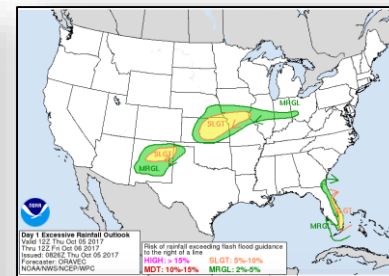 MRGL
SLGT
SLGT
MRGL
MRGL
SLGT
Day 1 Excessive Rainfall Outlook
Valid 12Z Thu Oct 05 2017
Thru 12Z Fri Oct 06 2017
Issued: 0826Z Thu Oct 05 2017
Forecaster: ORAVEC
NOAA/NWS/NCEP/WPC
Risk of rainfall exceeding flash flood guidance
to the right of a line
HIGH: > 15% SLGT: 5%-10%
MDT: 10%-15% MRGL: 2%-5%